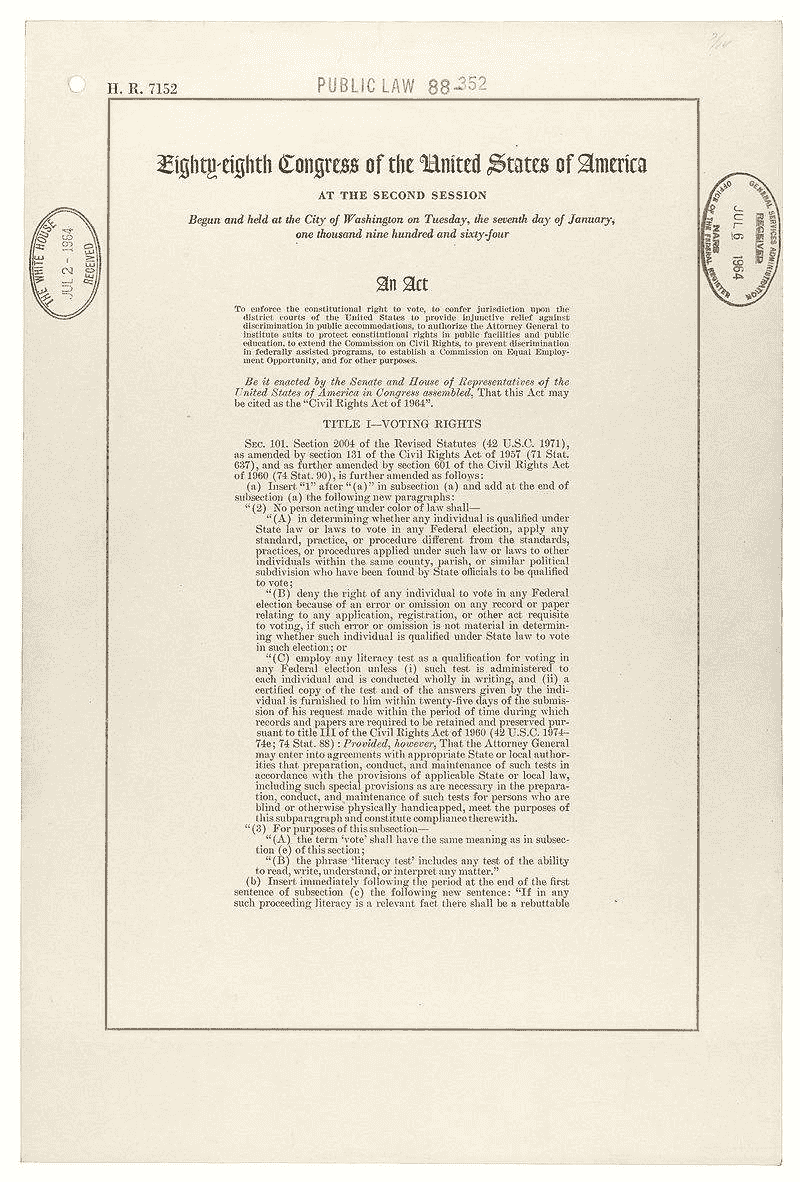 H. R. 7152
PUBLIC LAW 88-352
Eighty-eighth Congress of the United States of America
AT THE SECOND SESSION
Begun and held at the City of Washington on Tuesday, the seventh day of January,
one thousand nine hundred and sixty-four
THE WHITE HOUSE
JUL 2 - 1964
RECEIVED
GENERAL SERVICES ADMINISTRATION
RECEIVED
JUL 6 1964
NARS
OFFICE OF THE FEDERAL REGISTER
An Act
To enforce the constitutional right to vote, to confer jurisdiction upon the
district courts of the United States to provide injunctive relief against
discrimination in public accommodations, to authorize the Attorney General to
institute suits to protect constitutional rights in public facilities and public
education, to extend the Commission on Civil Rights, to prevent discrimination
in federally assisted programs, to establish a Commission on Equal Employ-
ment Opportunity, and for other purposes.
Be it enacted by the Senate and House of Representatives of the
United States of America in Congress assembled, That this Act may
be cited as the “Civil Rights Act of 1964”.
TITLE I—VOTING RIGHTS
SEC. 101. Section 2004 of the Revised Statutes (42 U.S.C. 1971),
as amended by section 131 of the Civil Rights Act of 1957 (71 Stat.
637), and as further amended by section 601 of the Civil Rights Act
of 1960 (74 Stat. 90), is further amended as follows:
(a) Insert “1” after “(a)” in subsection (a) and add at the end of
subsection (a) the following new paragraphs:
“(2) No person acting under color of law shall—
“(A) in determining whether any individual is qualified under
State law or laws to vote in any Federal election, apply any
standard, practice, or procedure different from the standards,
practices, or procedures applied under such law or laws to other
individuals within the same county, parish, or similar political
subdivision who have been found by State officials to be qualified
to vote;
“(B) deny the right of any individual to vote in any Federal
election because of an error or omission on any record or paper
relating to any application, registration, or other act requisite
to voting, if such error or omission is not material in determin-
ing whether such individual is qualified under State law to vote
in such election; or
“(C) employ any literacy test as a qualification for voting in
any Federal election unless (i) such test is administered to
each individual and is conducted wholly in writing, and (ii) a
certified copy of the test and of the answers given by the indi-
vidual is furnished to him within twenty-five days of the submis-
sion of his request made within the period of time during which
records and papers are required to be retained and preserved pur-
suant to title III of the Civil Rights Act of 1960 (42 U.S.C. 1974–
74e; 74 Stat. 88): Provided, however, That the Attorney General
may enter into agreements with appropriate State or local author-
ities that preparation, conduct, and maintenance of such tests in
accordance with the provisions of applicable State or local law,
including such special provisions as are necessary in the prepara-
tion, conduct, and maintenance of such tests for persons who are
blind or otherwise physically handicapped, meet the purposes of
this subparagraph and constitute compliance therewith.
“(3) For purposes of this subsection—
“(A) the term ‘vote’ shall have the same meaning as in subsec-
tion (e) of this section;
“(B) the phrase ‘literacy test’ includes any test of the ability
to read, write, understand, or interpret any matter.”
(b) Insert immediately following the period at the end of the first
sentence of subsection (c) the following new sentence: “If in any
such proceeding literacy is a relevant fact there shall be a rebuttable